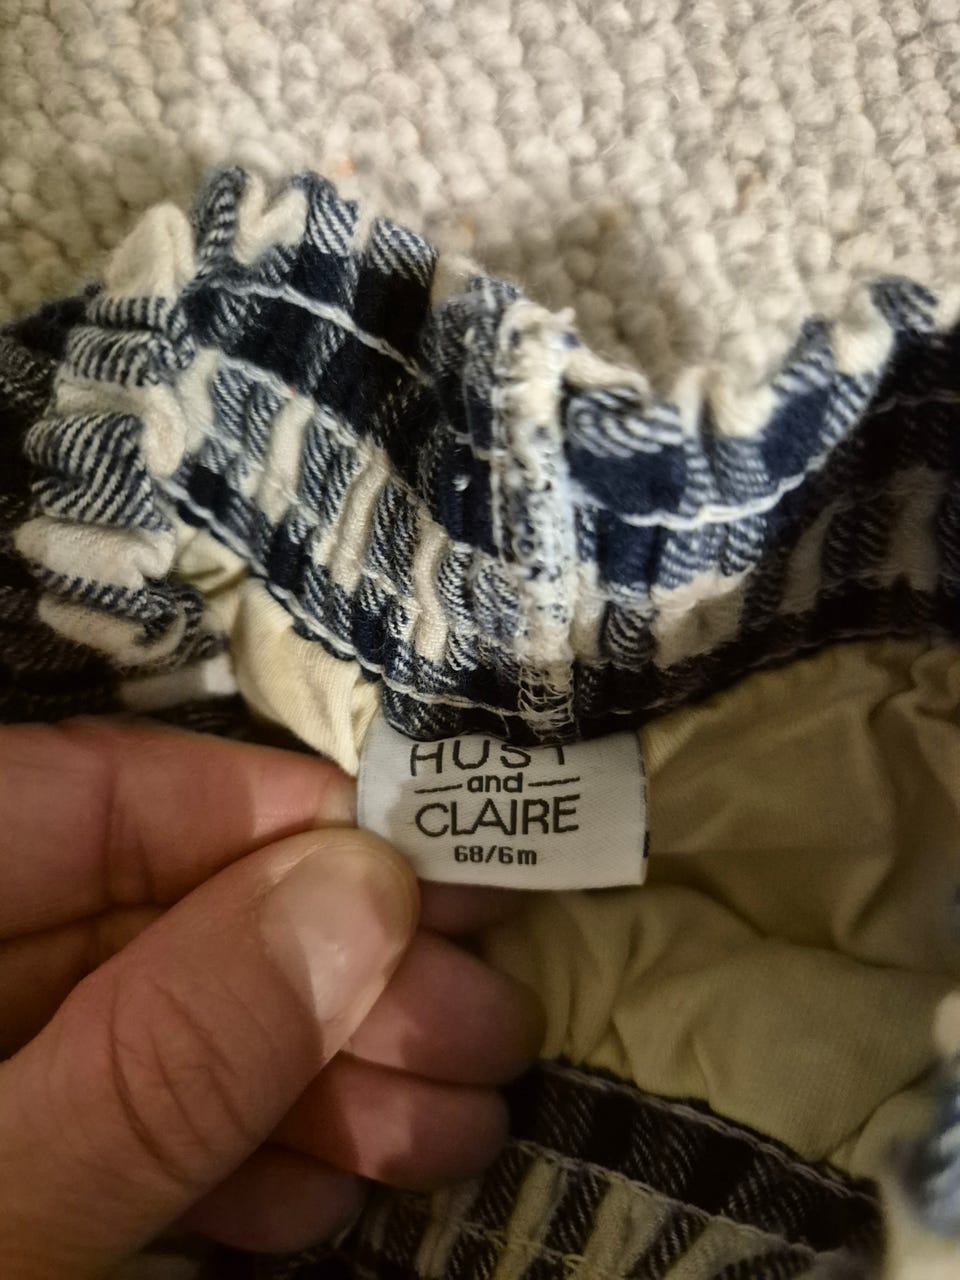 HUST
and
CLAIRE
68/6m